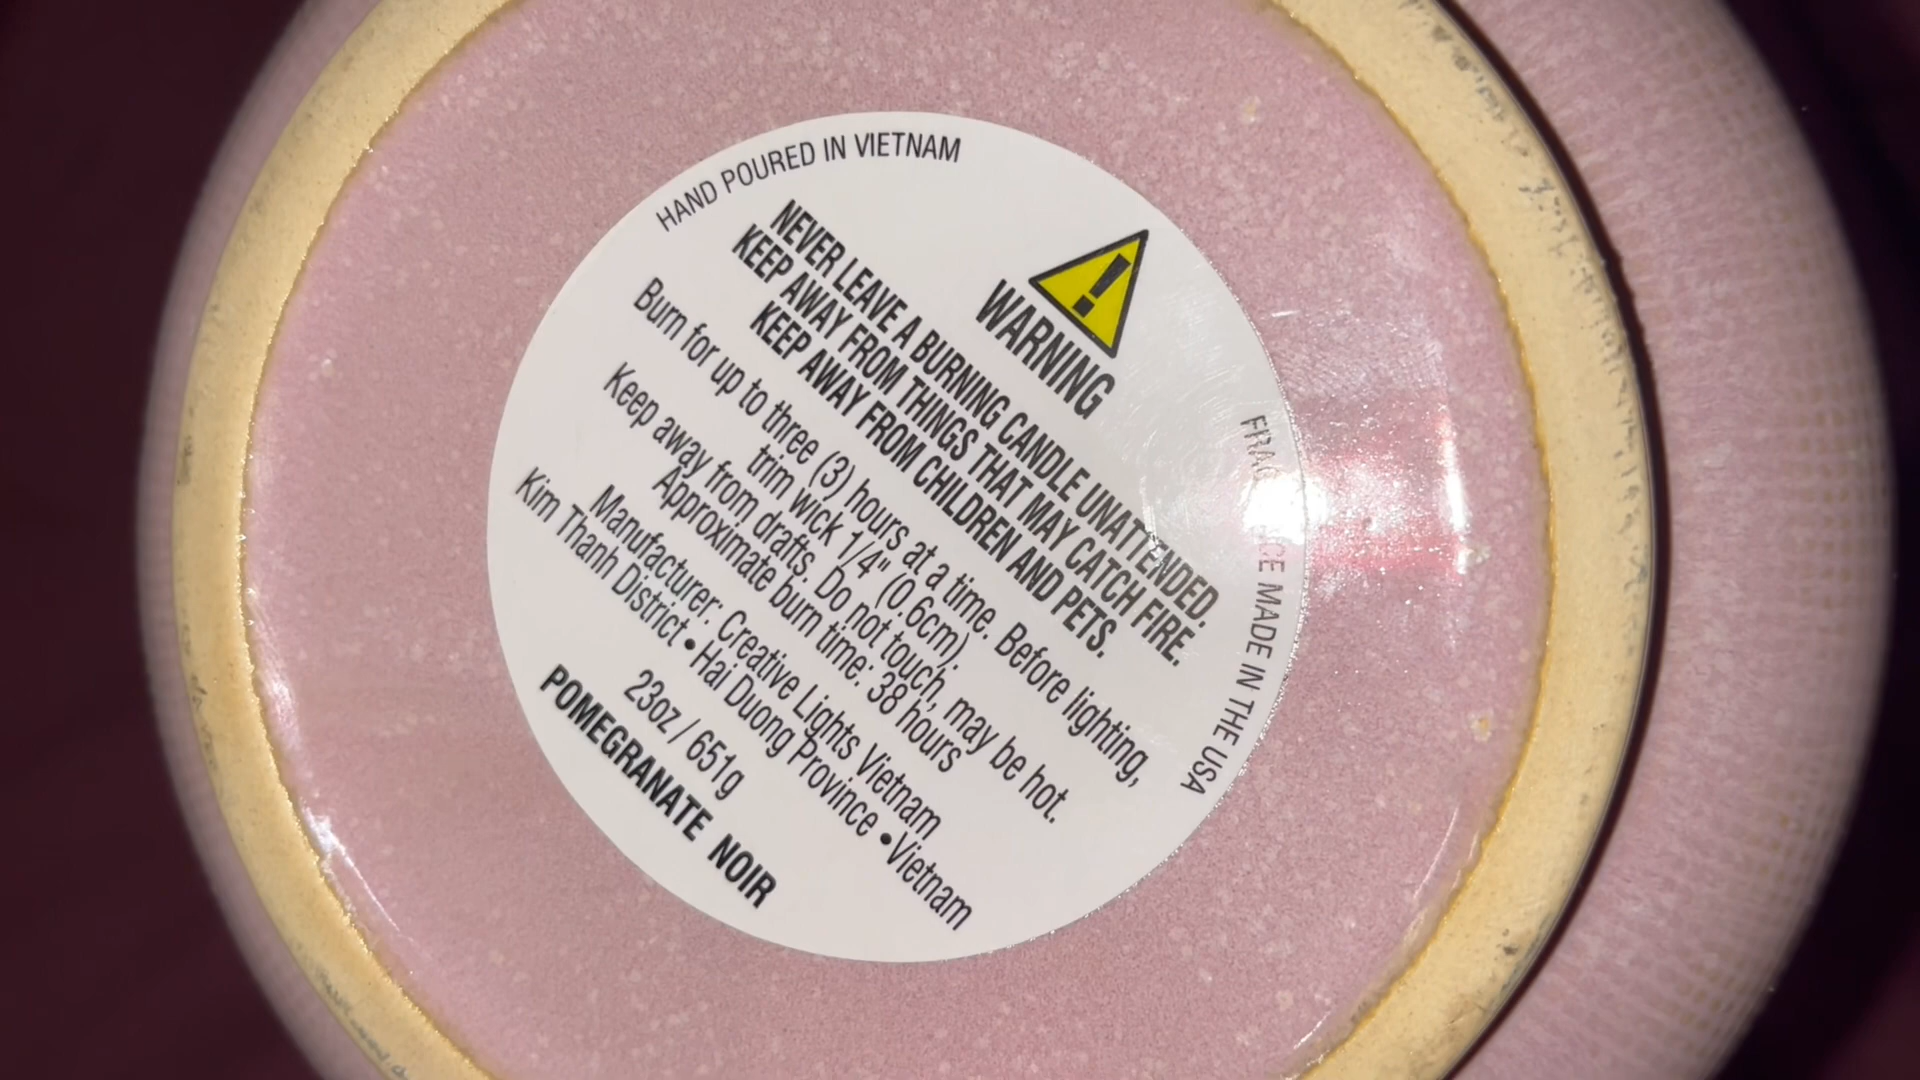 HAND POURED IN VIETNAM
WARNING
NEVER LEAVE A BURNING CANDLE UNATTENDED.
KEEP AWAY FROM THINGS THAT MAY CATCH FIRE.
KEEP AWAY FROM CHILDREN AND PETS.
Burn for up to three (3) hours at a time. Before lighting,
trim wick 1/4" (0.6cm).
Keep away from drafts. Do not touch, may be hot.
Approximate burn time: 38 hours
Manufacturer: Creative Lights Vietnam
Kim Thanh District • Hai Duong Province • Vietnam
23oz / 651g
POMEGRANATE NOIR
MADE IN THE USA